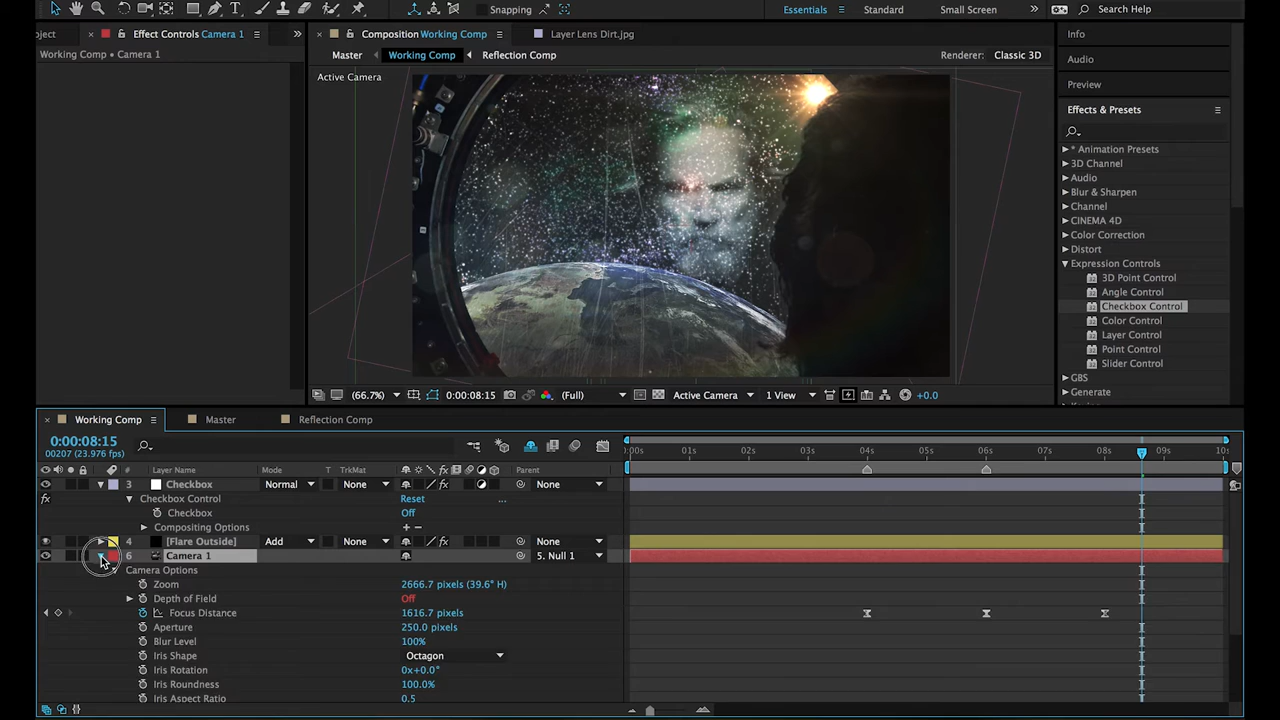 Snapping
Essentials
Standard
Small Screen
Search Help
oject
Effect Controls Camera 1
Composition Working Comp
Layer Lens Dirt.jpg
Info
Working Comp • Camera 1
Master
Working Comp
Reflection Comp
Renderer:
Classic 3D
Audio
Active Camera
Preview
Effects & Presets
* Animation Presets
3D Channel
Audio
Blur & Sharpen
Channel
CINEMA 4D
Color Correction
Distort
Expression Controls
3D Point Control
Angle Control
Checkbox Control
Color Control
Layer Control
Point Control
Slider Control
GBS
Generate
(66.7%)
0:00:08:15
(Full)
Active Camera
1 View
+0.0
Working Comp
Master
Reflection Comp
0:00:08:15
00207 (23.976 fps)
:00s 01s 02s 03s 04s 05s 06s 07s 08s 09s 10s
# Layer Name Mode T TrkMat Parent
3 Checkbox Normal None None
Checkbox Control Reset ...
Checkbox Off
Compositing Options + −
4 [Flare Outside] Add None None
6 Camera 1 5. Null 1
Camera Options
Zoom 2666.7 pixels (39.6° H)
Depth of Field Off
Focus Distance 1616.7 pixels
Aperture 250.0 pixels
Blur Level 100%
Iris Shape Octagon
Iris Rotation 0x+0.0°
Iris Roundness 100.0%
Iris Aspect Ratio 0.5